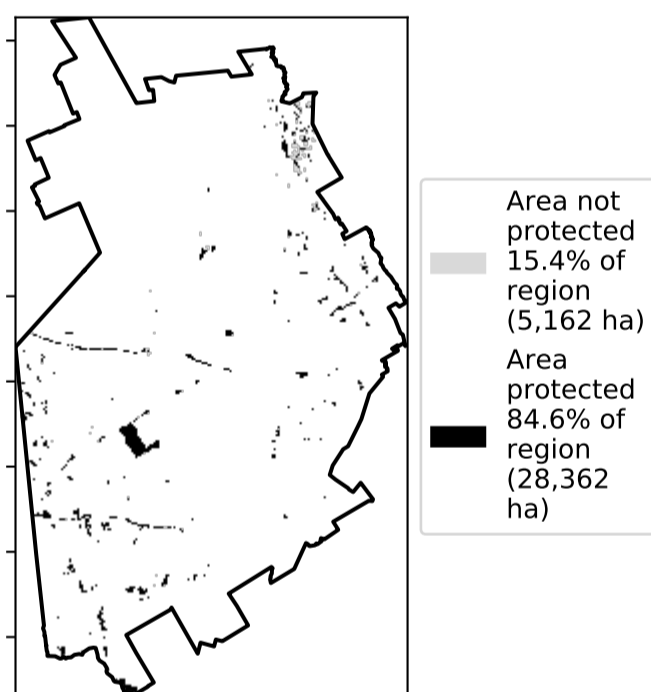 Area not
protected
15.4% of
region
(5,162 ha)
Area
protected
84.6% of
region
(28,362
ha)